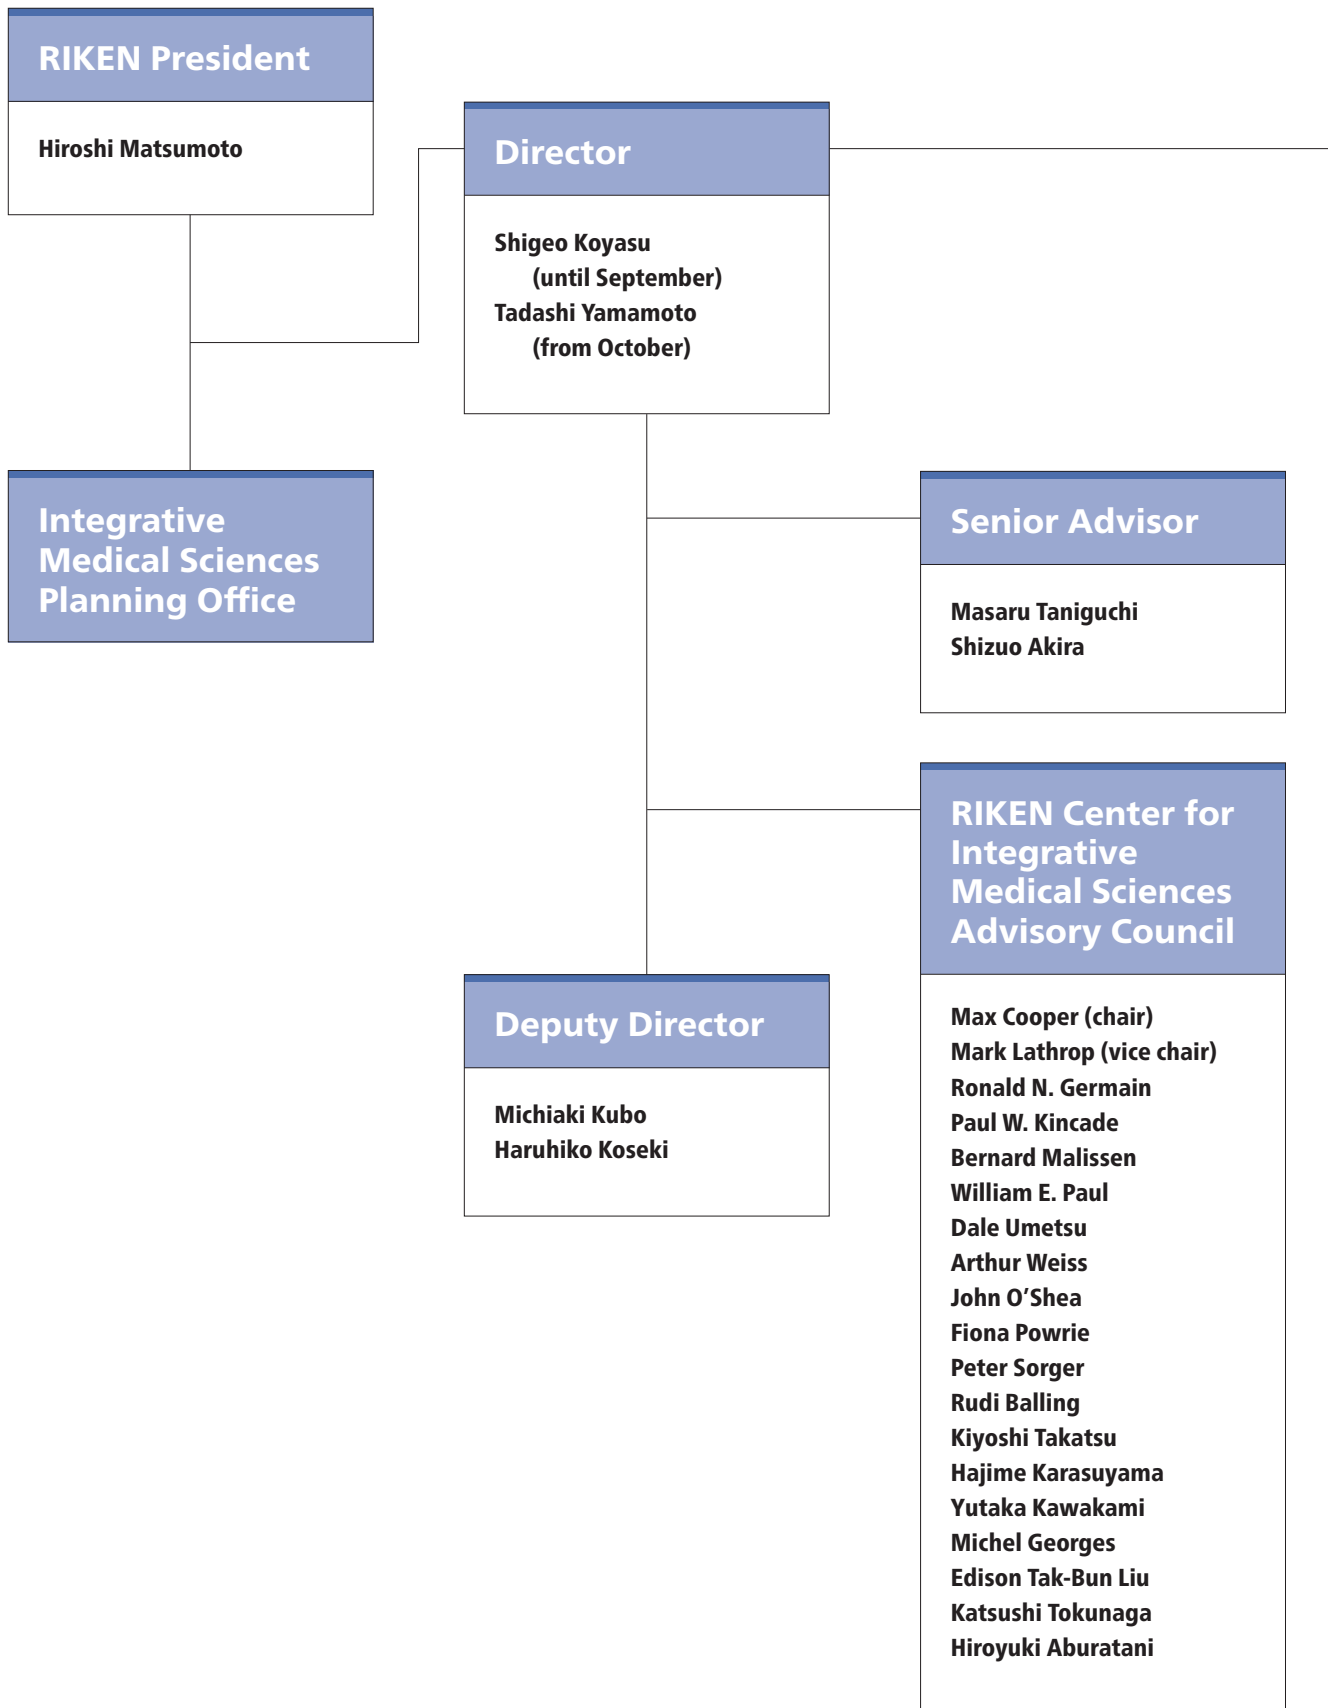 RIKEN President
Hiroshi Matsumoto
Director
Shigeo Koyasu
(until September)
Tadashi Yamamoto
(from October)
Integrative
Medical Sciences
Planning Office
Senior Advisor
Masaru Taniguchi
Shizuo Akira
RIKEN Center for
Integrative
Medical Sciences
Advisory Council
Max Cooper (chair)
Mark Lathrop (vice chair)
Ronald N. Germain
Paul W. Kincade
Bernard Malissen
William E. Paul
Dale Umetsu
Arthur Weiss
John O’Shea
Fiona Powrie
Peter Sorger
Rudi Balling
Kiyoshi Takatsu
Hajime Karasuyama
Yutaka Kawakami
Michel Georges
Edison Tak-Bun Liu
Katsushi Tokunaga
Hiroyuki Aburatani
Deputy Director
Michiaki Kubo
Haruhiko Koseki